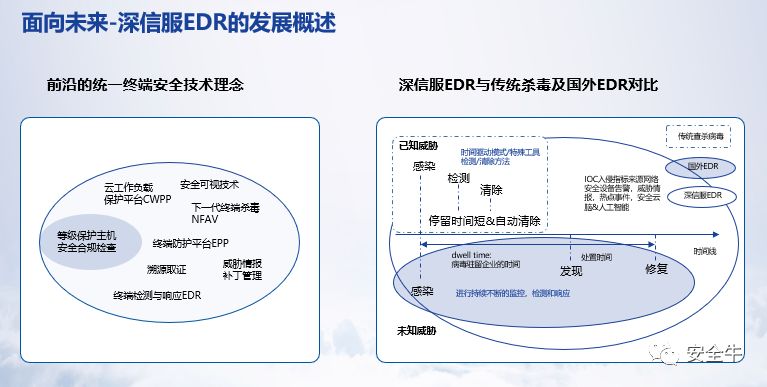 面向未来-深信服EDR的发展概述
前沿的统一终端安全技术理念
云工作负载
保护平台CWPP
安全可视技术
下一代终端杀毒
NFAV
等级保护主机
安全合规检查
终端防护平台EPP
溯源取证
威胁情报
补丁管理
终端检测与响应EDR
深信服EDR与传统杀毒及国外EDR对比
已知威胁
时间驱动模式/特殊工具
检测/清除方法
感染
检测
清除
停留时间短&自动清除
传统查杀病毒
国外EDR
深信服EDR
IOC入侵指标来源网络
安全设备告警，威胁情
报，热点事件，安全云
脑&人工智能
时间线
dwell time:
病毒驻留企业的时间
处置时间
感染
发现
修复
进行持续不断的监控，检测和响应
未知威胁
安全牛